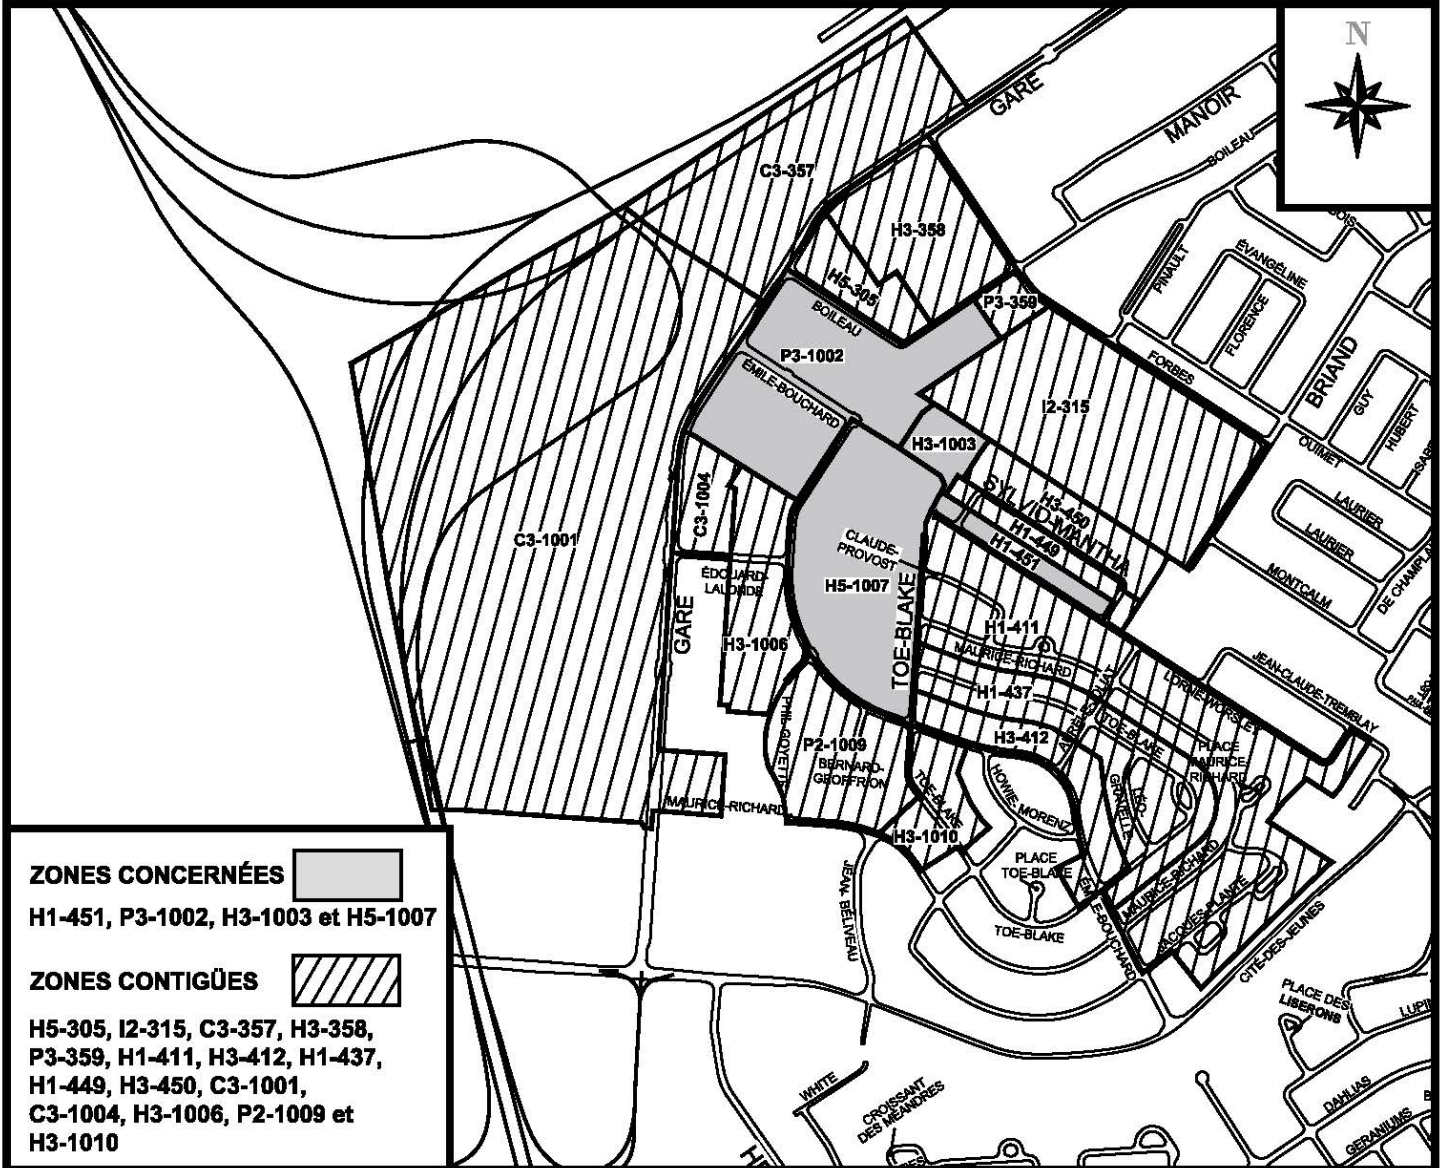 N
GARE
MANOIR
BOILEAU
C3-357
H3-358
PINAULT
ÉVANGÉLINE
FLORENCE
H5-305
P3-359
BOILEAU
P3-1002
ÉMILE-BOUCHARD
FORBES
BRIAND
GUY
HUBERT
I2-315
H3-1003
OUIMET
LAURIER
LAURIER
MONTCALM
C3-1004
C3-1001
SYLVIO-MANTHA
H3-450
H1-449
H1-451
CLAUDE-
PROVOST
H5-1007
ÉDOUARD-
LALONDE
GARE
TOE-BLAKE
H3-1006
H1-411
MAURICE-RICHARD
H1-437
LORNE-WORSLEY
JEAN-CLAUDE-TREMBLAY
H3-412
TOE-BLAKE
PLACE
MAURICE-
RICHARD
PHIL-GOYETTE
P2-1009
BERNARD-
GEOFFRION
MAURICE-RICHARD
TOE-BLAKE
HOWIE-MORENZ
LÉO-
GRAVELLE
H3-1010
PLACE
TOE-BLAKE
TOE-BLAKE
MAURICE-RICHARD
JACQUES-PLANTE
ÉMILE-BOUCHARD
JEAN-BÉLIVEAU
CITÉ-DES-JEUNES
PLACE DES
LISERONS
DAHLIAS
GERANIUMS
WHITE
CROISSANT
DES MÉANDRES
ZONES CONCERNÉES
H1-451, P3-1002, H3-1003 et H5-1007
ZONES CONTIGÜES
H5-305, I2-315, C3-357, H3-358,
P3-359, H1-411, H3-412, H1-437,
H1-449, H3-450, C3-1001,
C3-1004, H3-1006, P2-1009 et
H3-1010